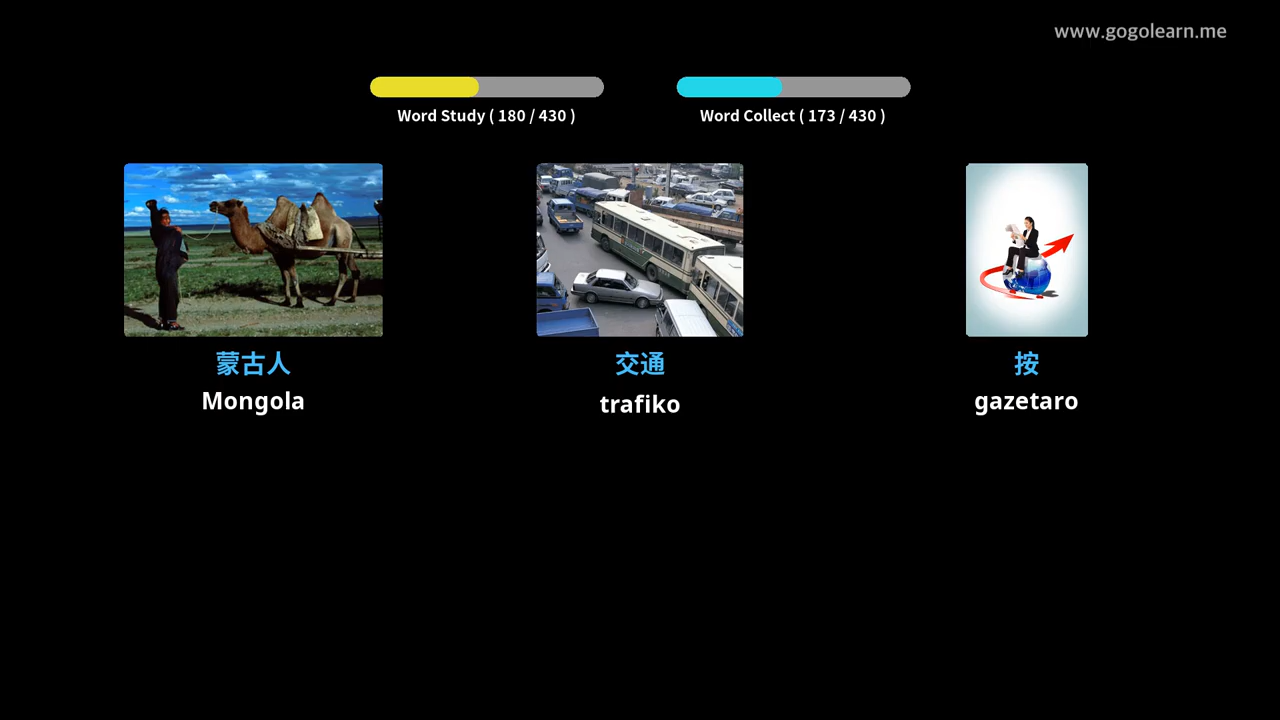 www.gogolearn.me
Word Study ( 180 / 430 )
Word Collect ( 173 / 430 )
蒙古人
Mongola
交通
trafiko
按
gazetaro